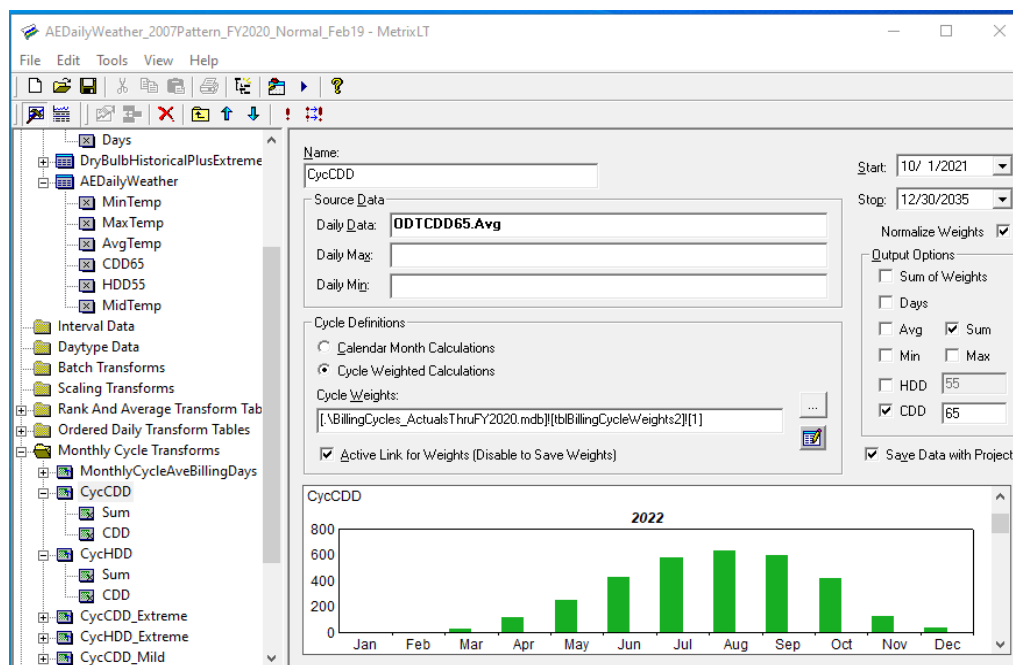 AEDailyWeather_2007Pattern_FY2020_Normal_Feb19 - MetrixLT
File Edit Tools View Help
Days
DryBulbHistoricalPlusExtreme
AEDailyWeather
MinTemp
MaxTemp
AvgTemp
CDD65
HDD55
MidTemp
Interval Data
Daytype Data
Batch Transforms
Scaling Transforms
Rank And Average Transform Tab
Ordered Daily Transform Tables
Monthly Cycle Transforms
MonthlyCycleAveBillingDays
CycCDD
Sum
CDD
CycHDD
Sum
CDD
CycCDD_Extreme
CycHDD_Extreme
CycCDD_Mild
Name:
CycCDD
Source Data
Daily Data: ODTCDD65.Avg
Daily Max:
Daily Min:
Cycle Definitions
Calendar Month Calculations
Cycle Weighted Calculations
Cycle Weights:
[.\BillingCycles_ActualsThruFY2020.mdb]![tblBillingCycleWeights2]![1]
...
Active Link for Weights (Disable to Save Weights)
Start: 10/ 1/2021
Stop: 12/30/2035
Normalize Weights
Output Options
Sum of Weights
Days
Avg Sum
Min Max
HDD 55
CDD 65
Save Data with Project
CycCDD
2022
800
600
400
200
0
Jan Feb Mar Apr May Jun Jul Aug Sep Oct Nov Dec